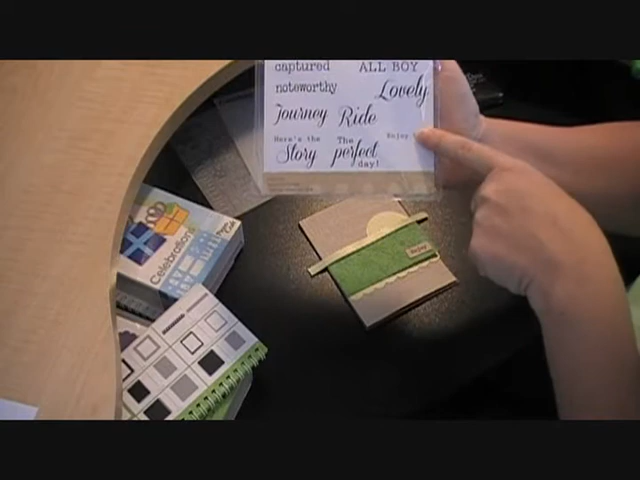 captured ALL BOY
noteworthy Lovely
Journey Ride
Here's the The Enjoy
Story perfect
day!
Celebrations